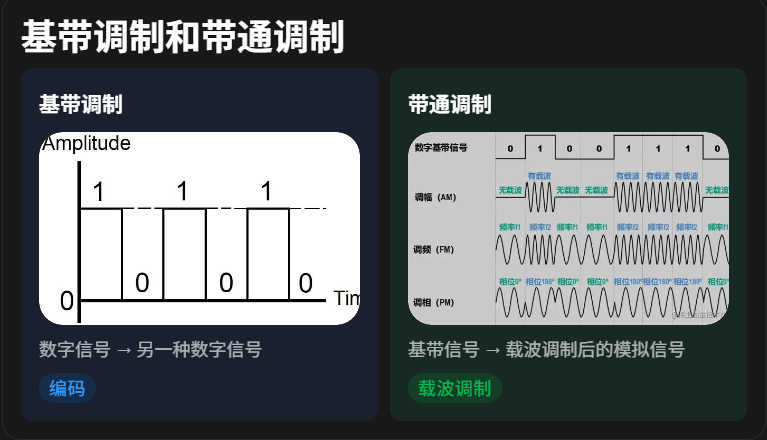 基带调制和带通调制
基带调制
Amplitude
1 1 1
0 0 0
0
Tim
数字信号 → 另一种数字信号
编码
带通调制
数字基带信号 0 1 0 0 1 1 1 0
有载波 有载波 有载波 有载波
无载波 无载波 无载波 无载波
调幅（AM）
频率f1 频率f2 频率f1 频率f1 频率f2 频率f2 频率f2 频率f1
调频（FM）
相位0° 相位180° 相位0° 相位0° 相位180° 相位180° 相位180° 相位0°
调相（PM）
基带信号 → 载波调制后的模拟信号
载波调制